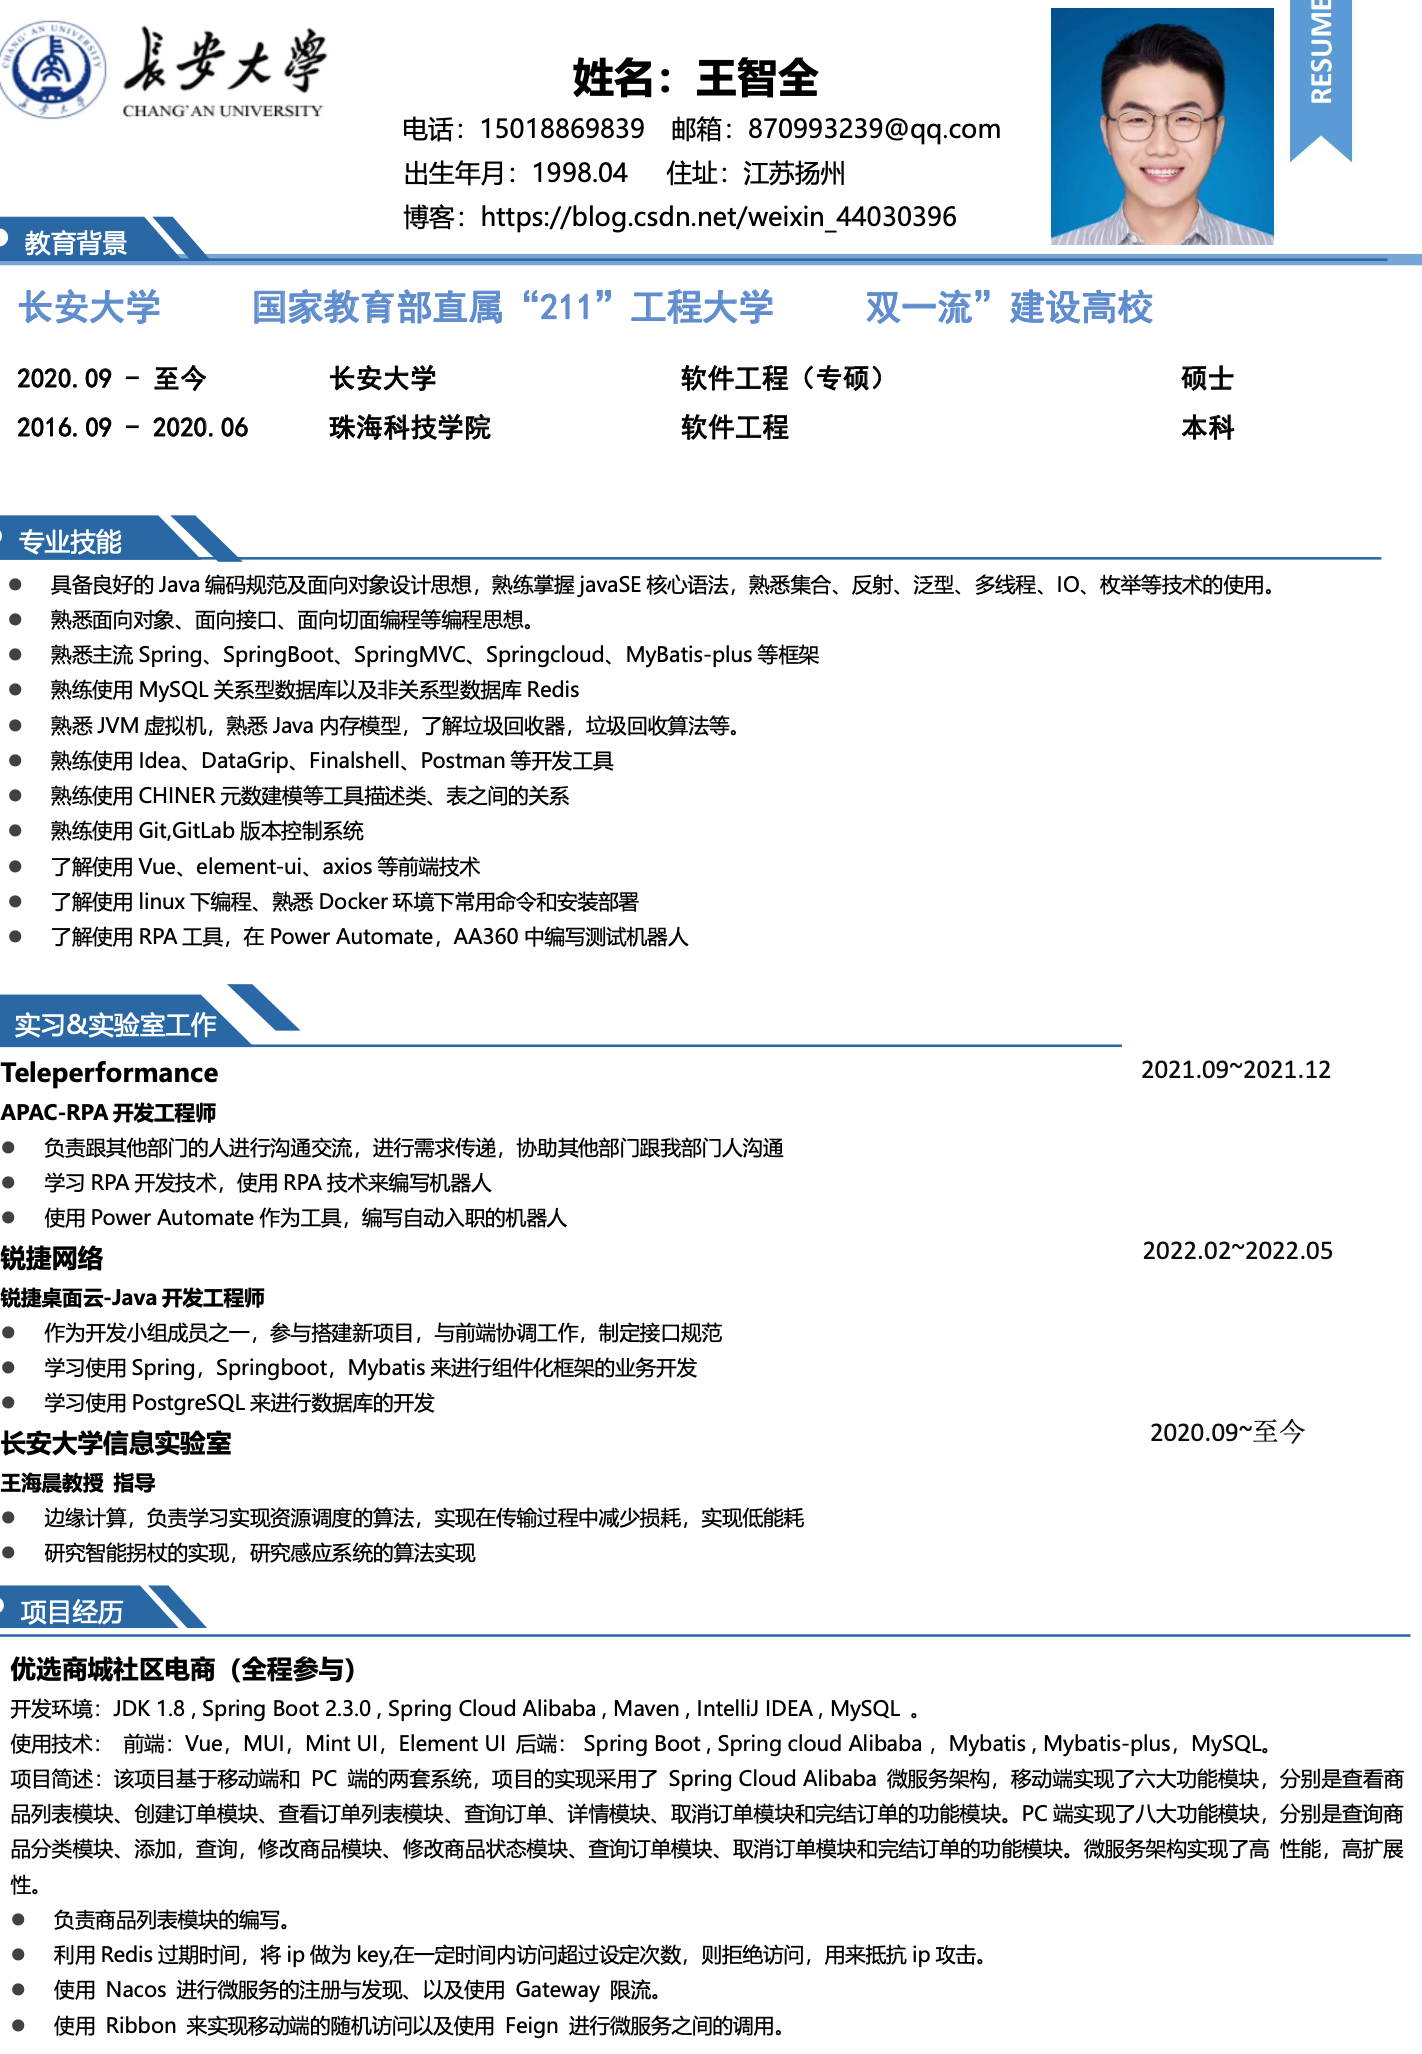 长安大学
CHANG'AN UNIVERSITY
RESUME
姓名：王智全
电话：15018869839 邮箱：870993239@qq.com
出生年月：1998.04 住址：江苏扬州
博客：https://blog.csdn.net/weixin_44030396
教育背景
长安大学 国家教育部直属“211”工程大学 双一流”建设高校
2020.09 - 至今 长安大学 软件工程（专硕） 硕士
2016.09 - 2020.06 珠海科技学院 软件工程 本科
专业技能
● 具备良好的 Java 编码规范及面向对象设计思想，熟练掌握 javaSE 核心语法，熟悉集合、反射、泛型、多线程、IO、枚举等技术的使用。
● 熟悉面向对象、面向接口、面向切面编程等编程思想。
● 熟悉主流 Spring、SpringBoot、SpringMVC、Springcloud、MyBatis-plus 等框架
● 熟练使用 MySQL 关系型数据库以及非关系型数据库 Redis
● 熟悉 JVM 虚拟机，熟悉 Java 内存模型，了解垃圾回收器，垃圾回收算法等。
● 熟练使用 Idea、DataGrip、Finalshell、Postman 等开发工具
● 熟练使用 CHINER 元数建模等工具描述类、表之间的关系
● 熟练使用 Git,GitLab 版本控制系统
● 了解使用 Vue、element-ui、axios 等前端技术
● 了解使用 linux 下编程、熟悉 Docker 环境下常用命令和安装部署
● 了解使用 RPA 工具，在 Power Automate，AA360 中编写测试机器人
实习&实验室工作
Teleperformance 2021.09~2021.12
APAC-RPA 开发工程师
● 负责跟其他部门的人进行沟通交流，进行需求传递，协助其他部门跟我部门人沟通
● 学习 RPA 开发技术，使用 RPA 技术来编写机器人
● 使用 Power Automate 作为工具，编写自动入职的机器人
锐捷网络 2022.02~2022.05
锐捷桌面云-Java 开发工程师
● 作为开发小组成员之一，参与搭建新项目，与前端协调工作，制定接口规范
● 学习使用 Spring，Springboot，Mybatis 来进行组件化框架的业务开发
● 学习使用 PostgreSQL 来进行数据库的开发
长安大学信息实验室 2020.09~至今
王海晨教授 指导
● 边缘计算，负责学习实现资源调度的算法，实现在传输过程中减少损耗，实现低能耗
● 研究智能拐杖的实现，研究感应系统的算法实现
项目经历
优选商城社区电商（全程参与）
开发环境：JDK 1.8 , Spring Boot 2.3.0 , Spring Cloud Alibaba , Maven , IntelliJ IDEA , MySQL 。
使用技术： 前端：Vue，MUI，Mint UI，Element UI 后端： Spring Boot , Spring cloud Alibaba ，Mybatis , Mybatis-plus，MySQL。
项目简述：该项目基于移动端和 PC 端的两套系统，项目的实现采用了 Spring Cloud Alibaba 微服务架构，移动端实现了六大功能模块，分别是查看商
品列表模块、创建订单模块、查看订单列表模块、查询订单、详情模块、取消订单模块和完结订单的功能模块。PC 端实现了八大功能模块，分别是查询商
品分类模块、添加，查询，修改商品模块、修改商品状态模块、查询订单模块、取消订单模块和完结订单的功能模块。微服务架构实现了高 性能，高扩展
性。
● 负责商品列表模块的编写。
● 利用 Redis 过期时间，将 ip 做为 key,在一定时间内访问超过设定次数，则拒绝访问，用来抵抗 ip 攻击。
● 使用 Nacos 进行微服务的注册与发现、以及使用 Gateway 限流。
● 使用 Ribbon 来实现移动端的随机访问以及使用 Feign 进行微服务之间的调用。